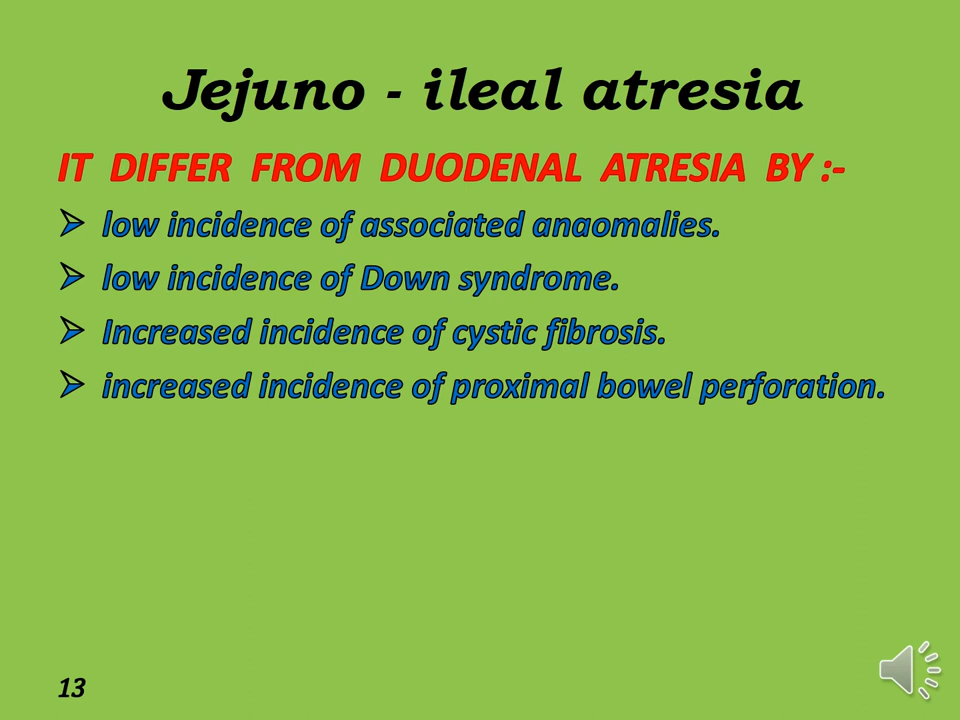 Jejuno - ileal atresia
IT DIFFER FROM DUODENAL ATRESIA BY :-
➢ low incidence of associated anaomalies.
➢ low incidence of Down syndrome.
➢ Increased incidence of cystic fibrosis.
➢ increased incidence of proximal bowel perforation.
13